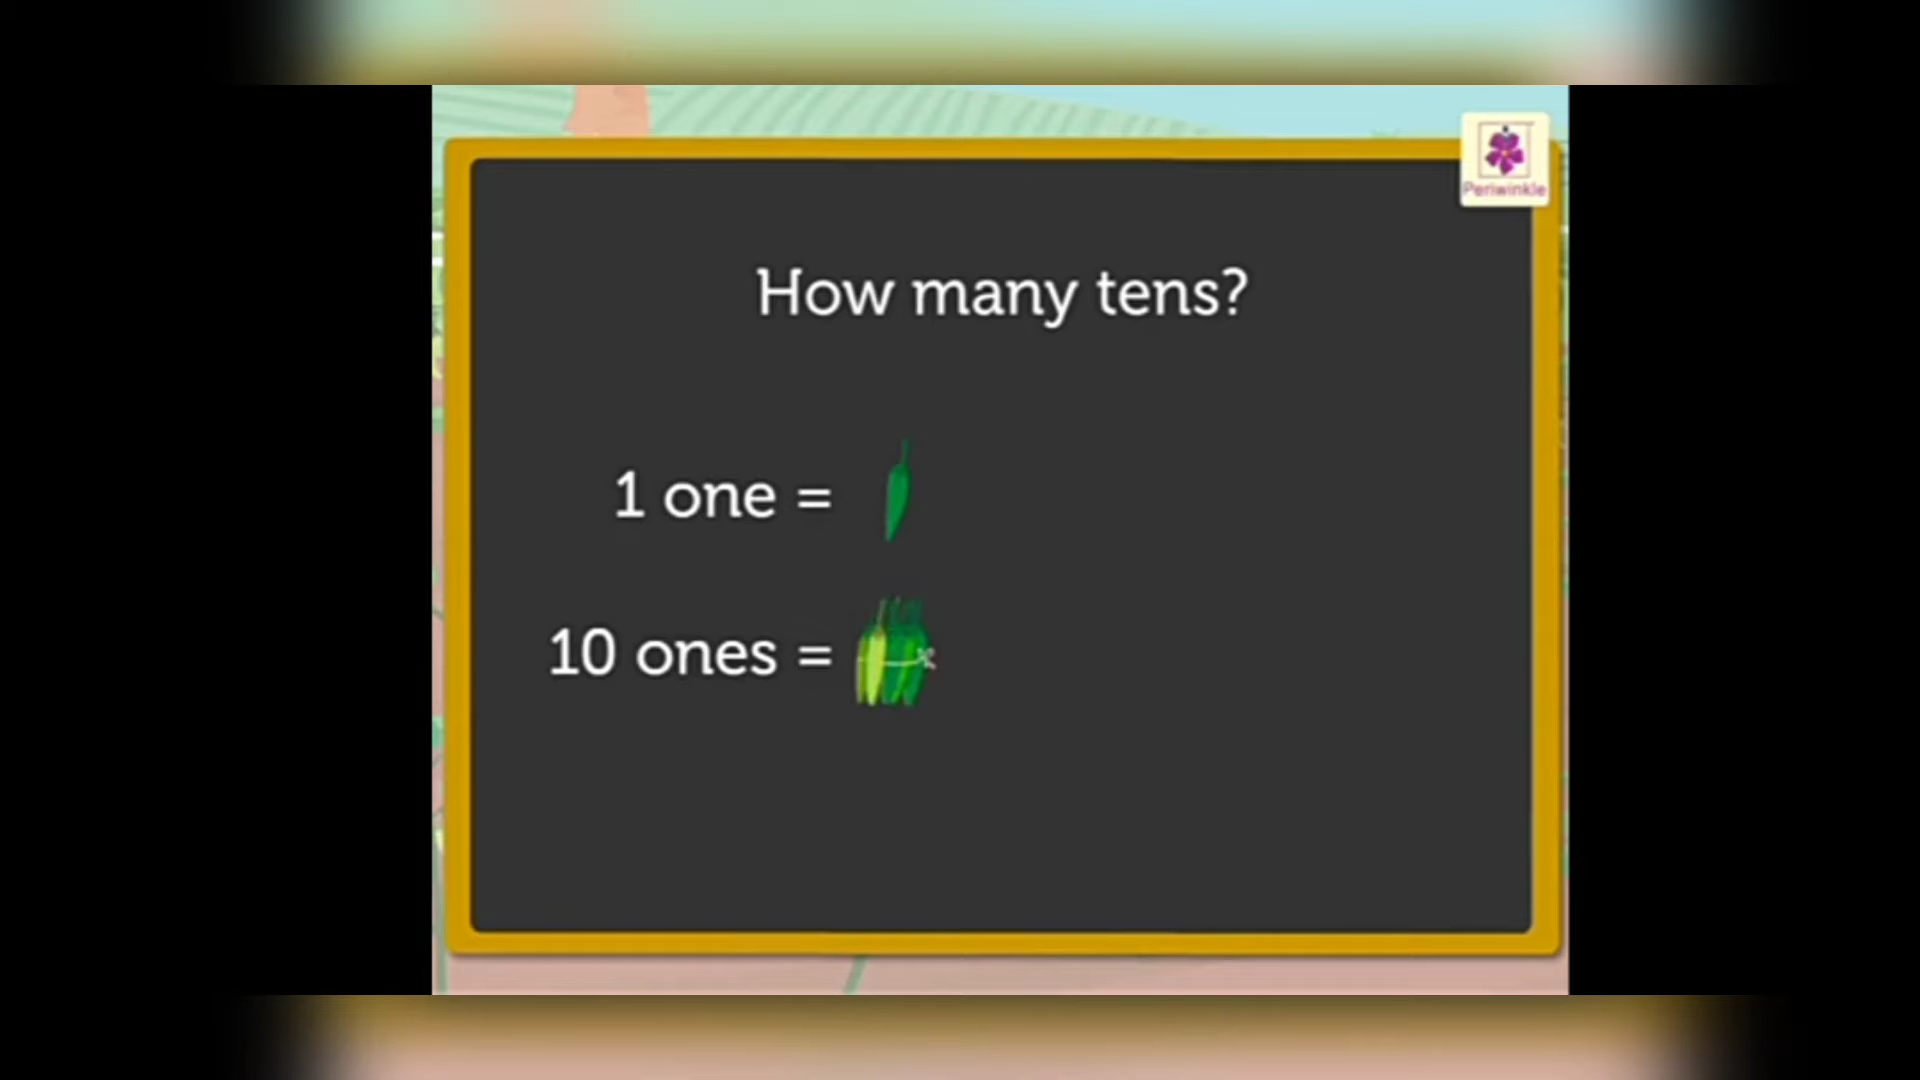 Periwinkle
How many tens?
1 one =
10 ones =